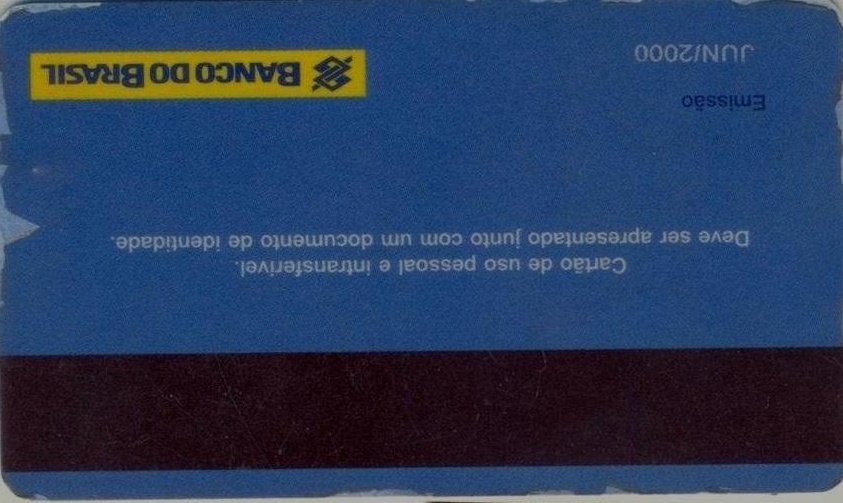 Cartão de uso pessoal e intransferível.
Deve ser apresentado junto com um documento de identidade.
Emissão
JUN/2000
BANCO DO BRASIL